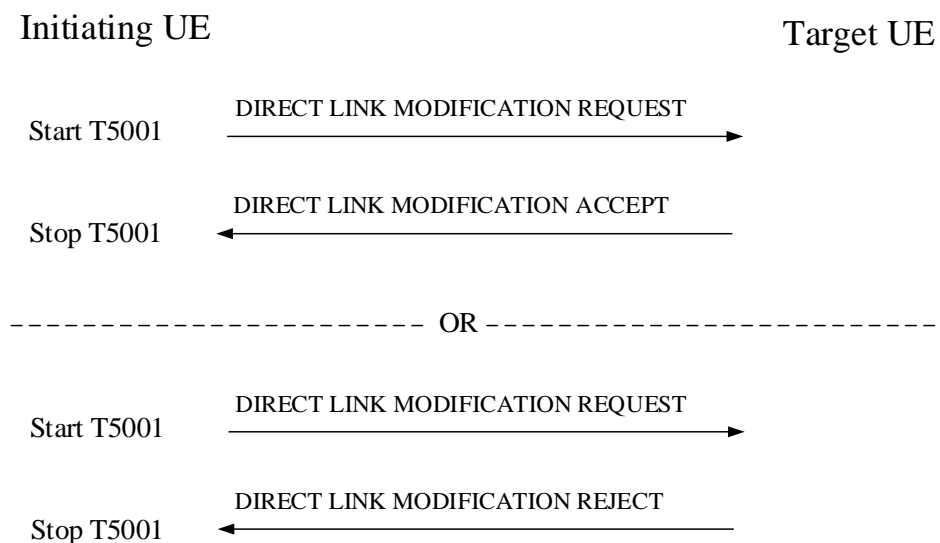 Initiating UE
Target UE
DIRECT LINK MODIFICATION REQUEST
Start T5001
DIRECT LINK MODIFICATION ACCEPT
Stop T5001
OR
DIRECT LINK MODIFICATION REQUEST
Start T5001
DIRECT LINK MODIFICATION REJECT
Stop T5001